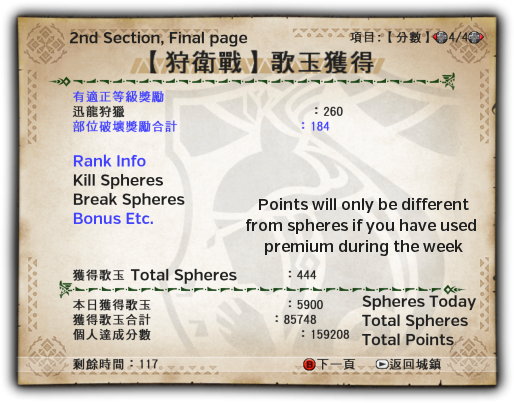 2nd Section, Final page
項目:【分數】 4/4
【狩衛戰】歌玉獲得
有適正等級獎勵
迅龍狩獵 : 260
部位破壞獎勵合計 : 184
Rank Info
Kill Spheres
Break Spheres
Bonus Etc.
Points will only be different
from spheres if you have used
premium during the week
獲得歌玉 Total Spheres : 444
本日獲得歌玉 : 5900 Spheres Today
獲得歌玉合計 : 85748 Total Spheres
個人達成分數 : 159208 Total Points
剩餘時間:117 B下一頁 返回城鎮